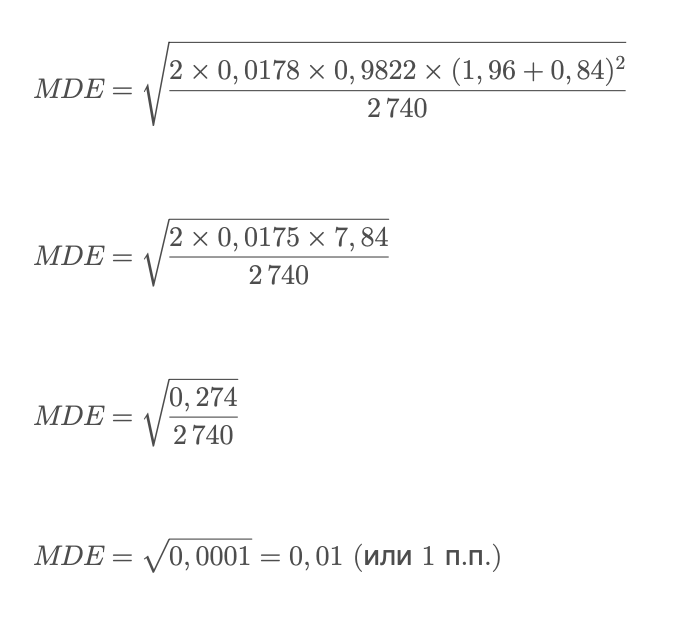 MDE = √(2 × 0,0178 × 0,9822 × (1,96 + 0,84)² / 2 740)
MDE = √(2 × 0,0175 × 7,84 / 2 740)
MDE = √(0,274 / 2 740)
MDE = √0,0001 = 0,01 (или 1 п.п.)